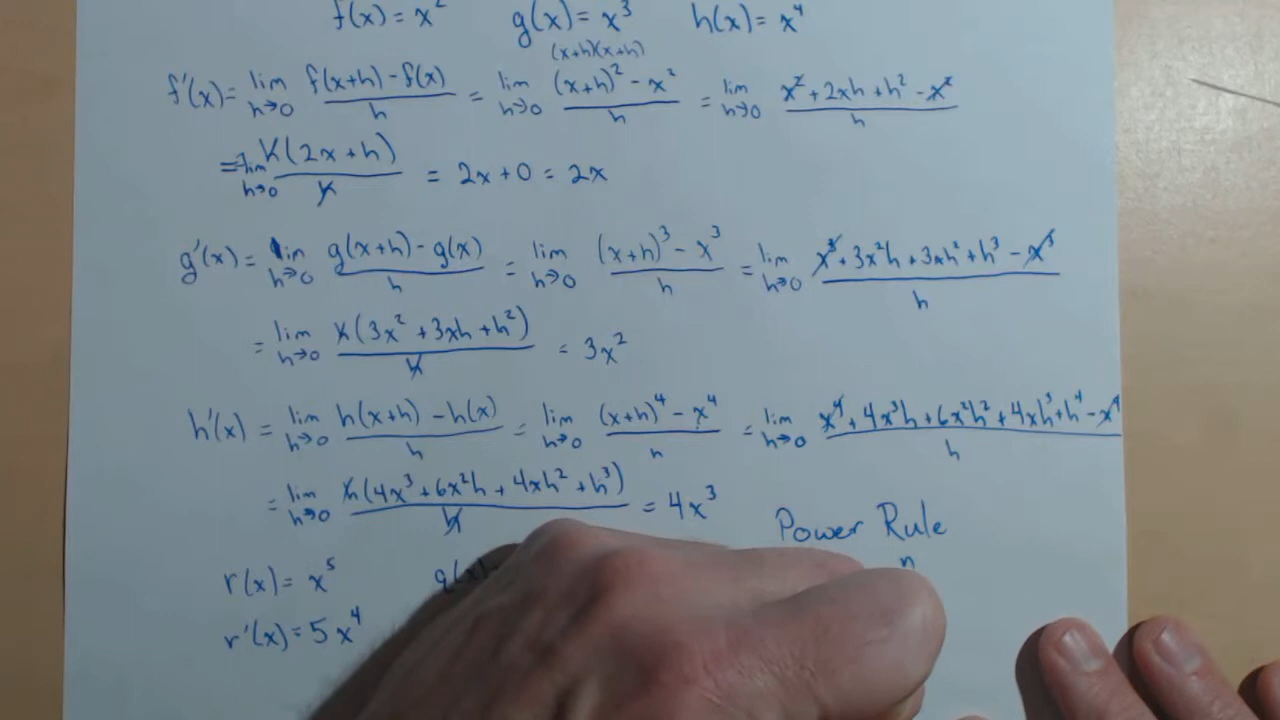 f(x) = x² g(x) = x³ h(x) = x⁴
(x+h)(x+h)
f'(x) = lim h→0 f(x+h) - f(x) / h = lim h→0 (x+h)² - x² / h = lim h→0 x² + 2xh + h² - x² / h
= lim h→0 h(2x + h) / h = 2x + 0 = 2x
g'(x) = lim h→0 g(x+h) - g(x) / h = lim h→0 (x+h)³ - x³ / h = lim h→0 x³ + 3x²h + 3xh² + h³ - x³ / h
= lim h→0 h(3x² + 3xh + h²) / h = 3x²
h'(x) = lim h→0 h(x+h) - h(x) / h = lim h→0 (x+h)⁴ - x⁴ / h = lim h→0 x⁴ + 4x³h + 6x²h² + 4xh³ + h⁴ - x⁴ / h
= lim h→0 h(4x³ + 6x²h + 4xh² + h³) / h = 4x³
Power Rule
r(x) = x⁵ n
r'(x) = 5x⁴